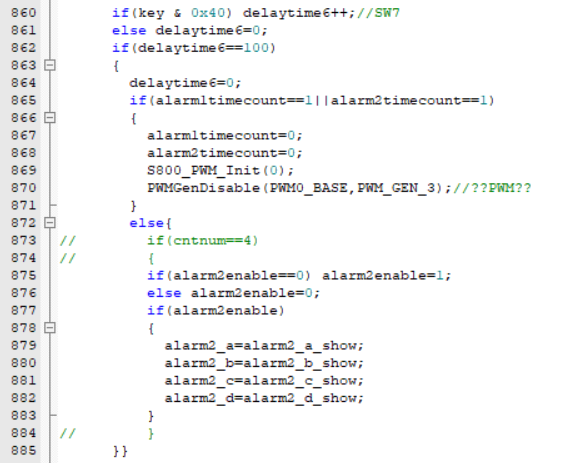 860 if(key & 0x40) delaytime6++;//SW7
861 else delaytime6=0;
862 if(delaytime6==100)
863 {
864 delaytime6=0;
865 if(alarm1timecount==1||alarm2timecount==1)
866 {
867 alarm1timecount=0;
868 alarm2timecount=0;
869 S800_PWM_Init(0);
870 PWMGenDisable(PWM0_BASE,PWM_GEN_3);//??PWM??
871 }
872 else{
873 // if(cntnum==4)
874 // {
875 if(alarm2enable==0) alarm2enable=1;
876 else alarm2enable=0;
877 if(alarm2enable)
878 {
879 alarm2_a=alarm2_a_show;
880 alarm2_b=alarm2_b_show;
881 alarm2_c=alarm2_c_show;
882 alarm2_d=alarm2_d_show;
883 }
884 // }
885 }}